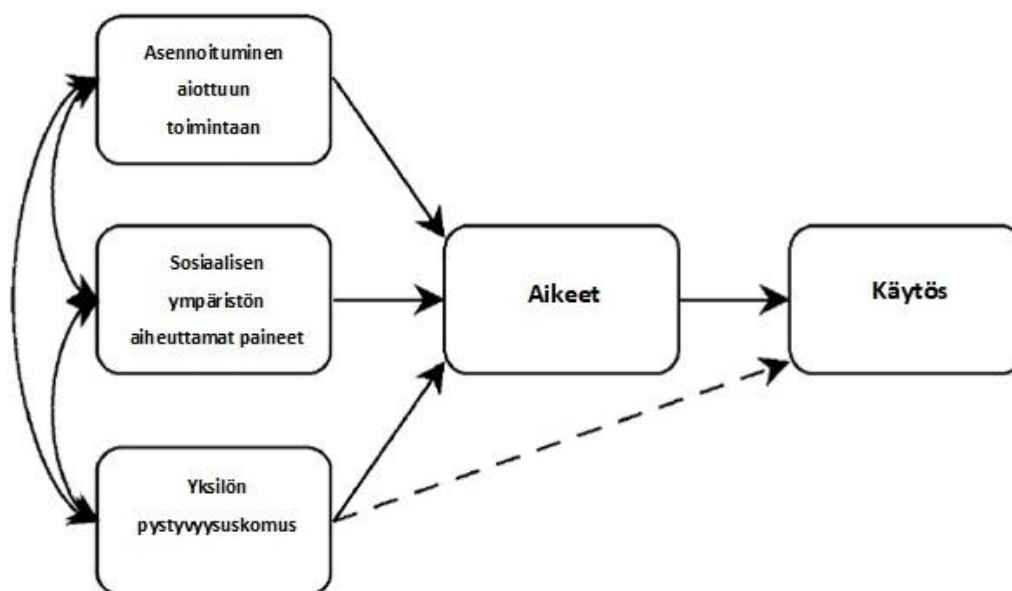 Asennoituminen
aiottuun
toimintaan
Sosiaalisen
ympäristön
aiheuttamat paineet
Yksilön
pystyvyysuskomus
Aikeet
Käytös